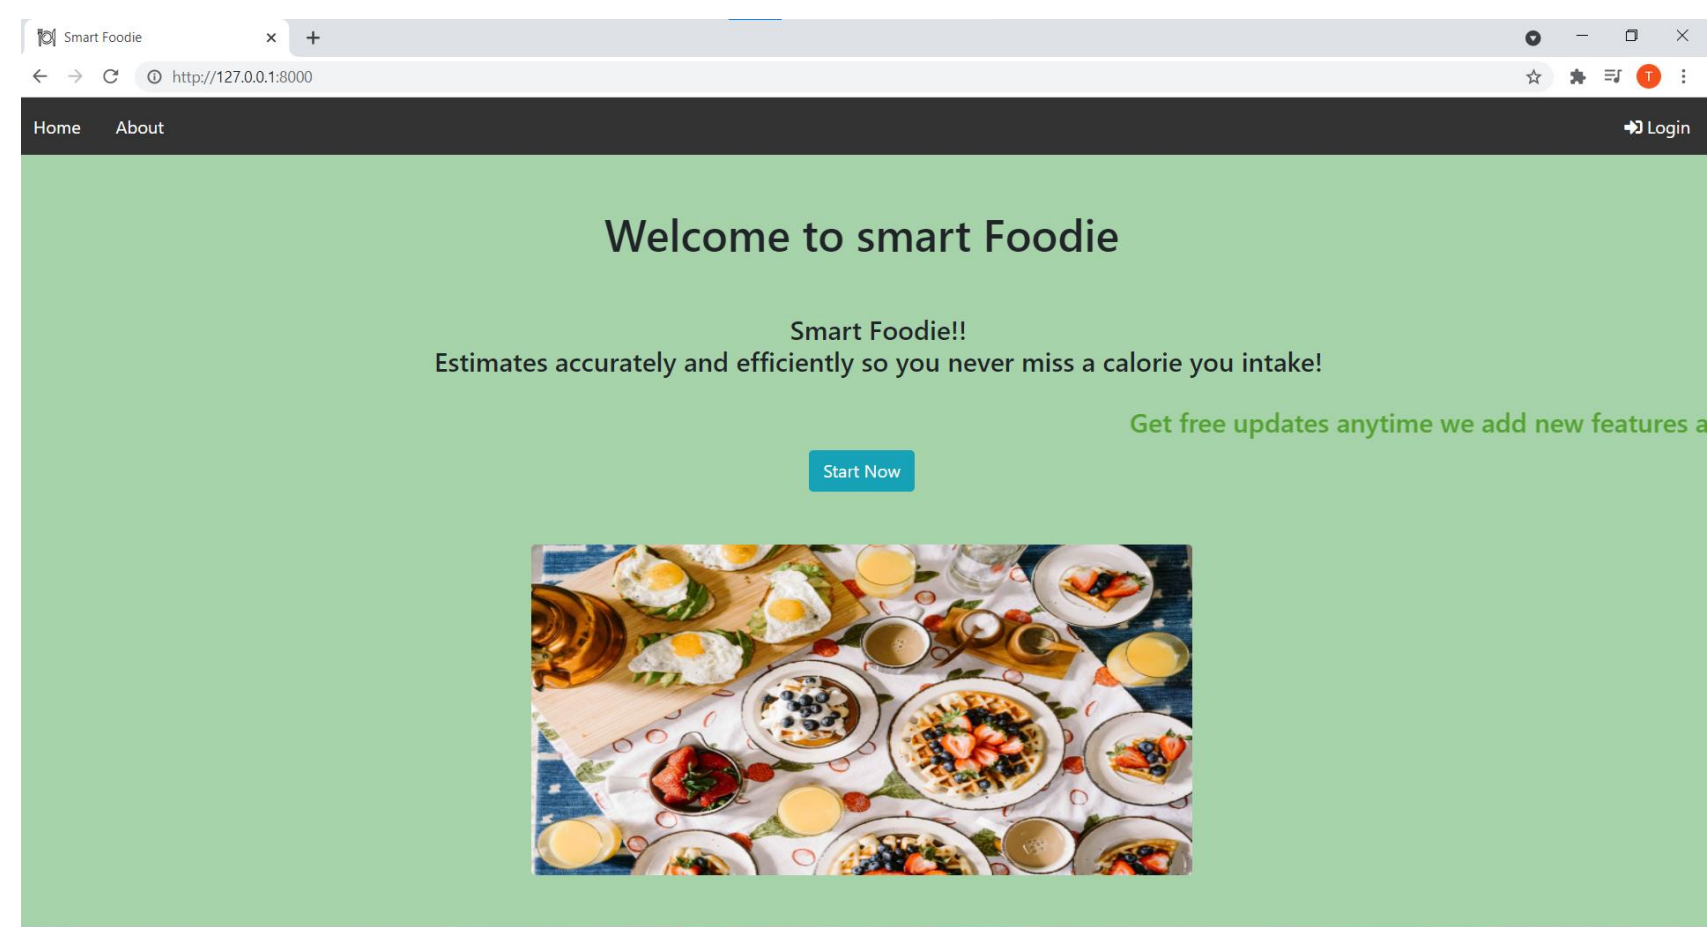 Smart Foodie
http://127.0.0.1:8000
T
Home About Login
Welcome to smart Foodie
Smart Foodie!!
Estimates accurately and efficiently so you never miss a calorie you intake!
Get free updates anytime we add new features a
Start Now